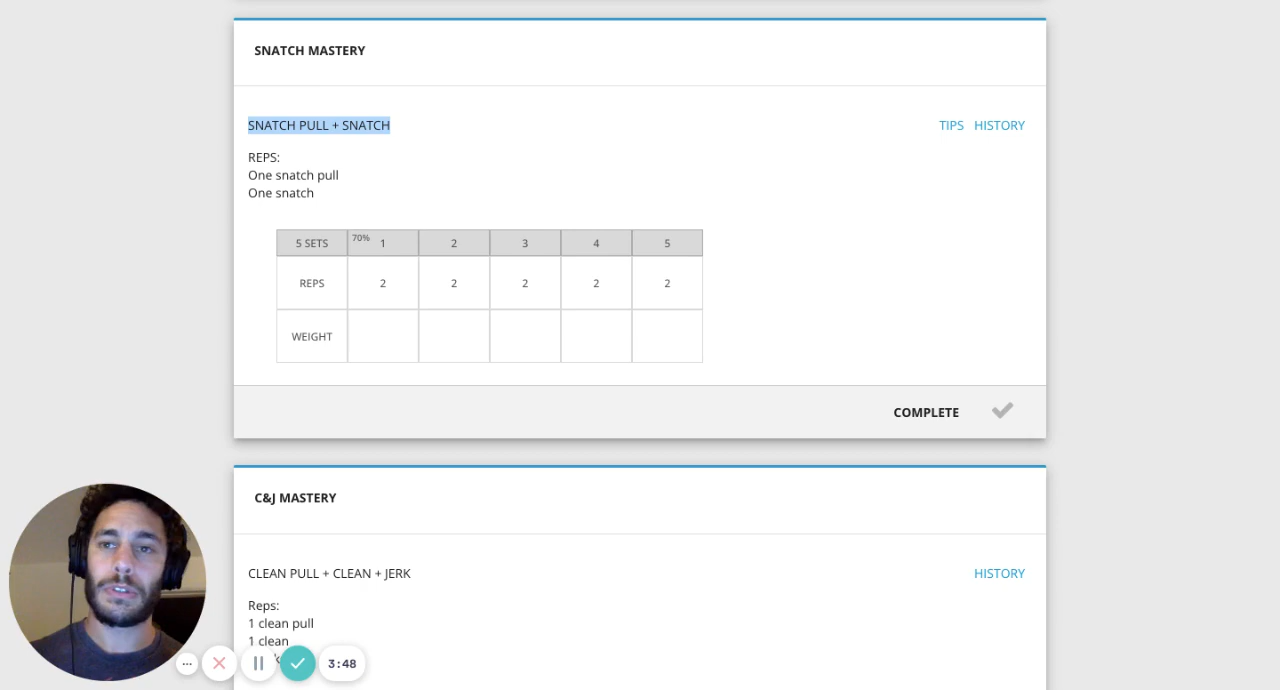 SNATCH MASTERY
SNATCH PULL + SNATCH
TIPS HISTORY
REPS:
One snatch pull
One snatch
5 SETS 70% 1 2 3 4 5
REPS 2 2 2 2 2
WEIGHT
COMPLETE
C&J MASTERY
CLEAN PULL + CLEAN + JERK
HISTORY
Reps:
1 clean pull
1 clean
3:48